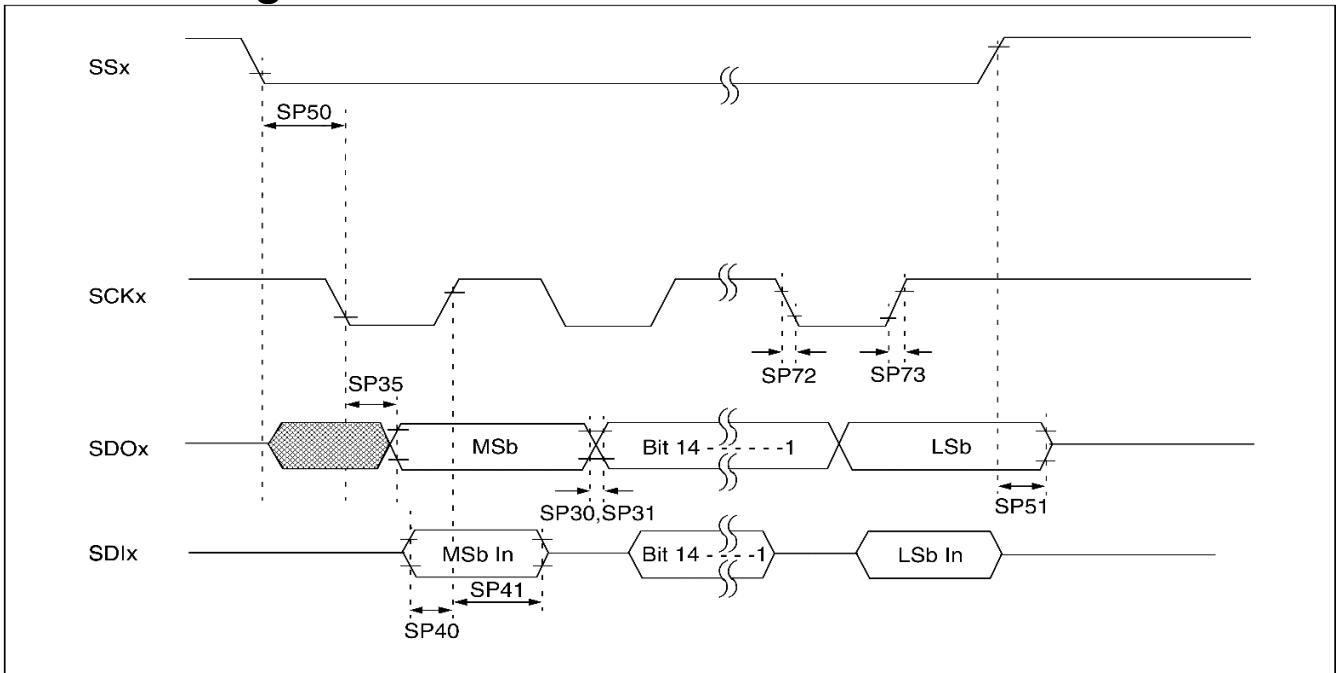 SSx
SP50
SCKx
SP72 SP73
SP35
SDOx MSb Bit 14 - - - - - -1 LSb
SP30,SP31 SP51
SDIx MSb In Bit 14 - - - - -1 LSb In
SP41
SP40